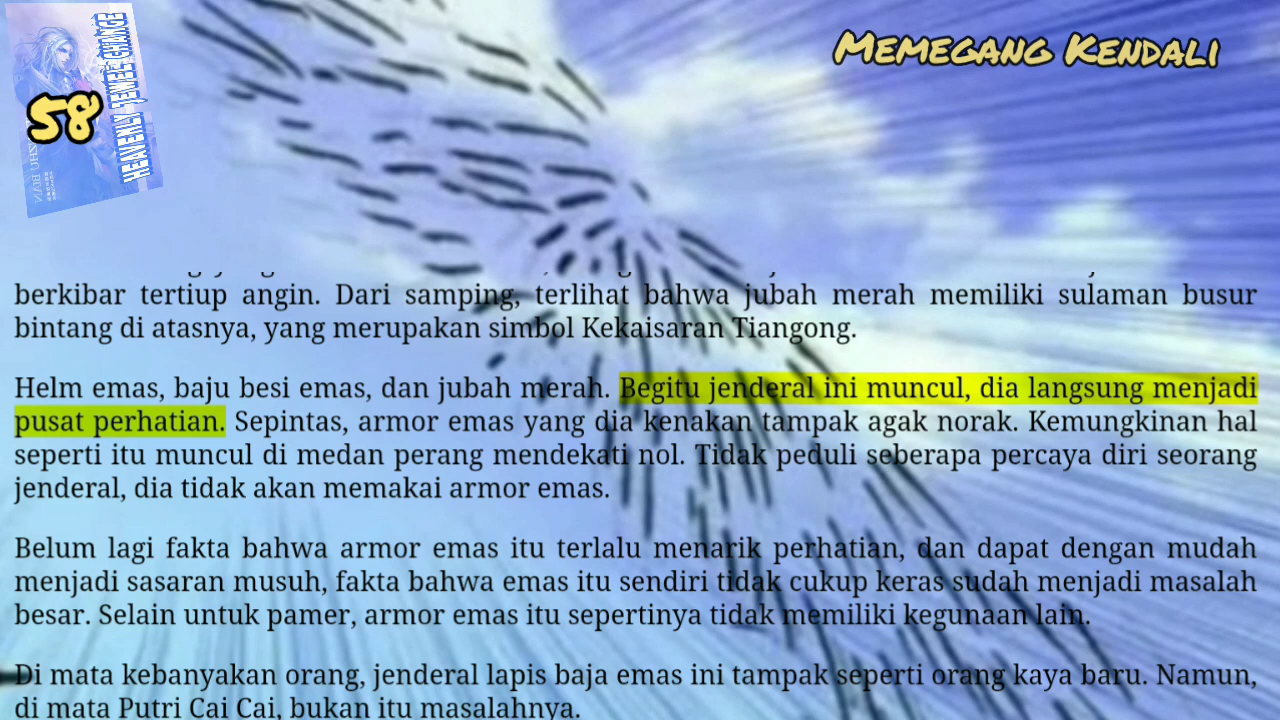 Memegang Kendali
58
HEAVENLY JEWEL CHANGE
berkibar tertiup angin. Dari samping, terlihat bahwa jubah merah memiliki sulaman busur
bintang di atasnya, yang merupakan simbol Kekaisaran Tiangong.
Helm emas, baju besi emas, dan jubah merah. Begitu jenderal ini muncul, dia langsung menjadi
pusat perhatian. Sepintas, armor emas yang dia kenakan tampak agak norak. Kemungkinan hal
seperti itu muncul di medan perang mendekati nol. Tidak peduli seberapa percaya diri seorang
jenderal, dia tidak akan memakai armor emas.
Belum lagi fakta bahwa armor emas itu terlalu menarik perhatian, dan dapat dengan mudah
menjadi sasaran musuh, fakta bahwa emas itu sendiri tidak cukup keras sudah menjadi masalah
besar. Selain untuk pamer, armor emas itu sepertinya tidak memiliki kegunaan lain.
Di mata kebanyakan orang, jenderal lapis baja emas ini tampak seperti orang kaya baru. Namun,
di mata Putri Cai Cai, bukan itu masalahnya.